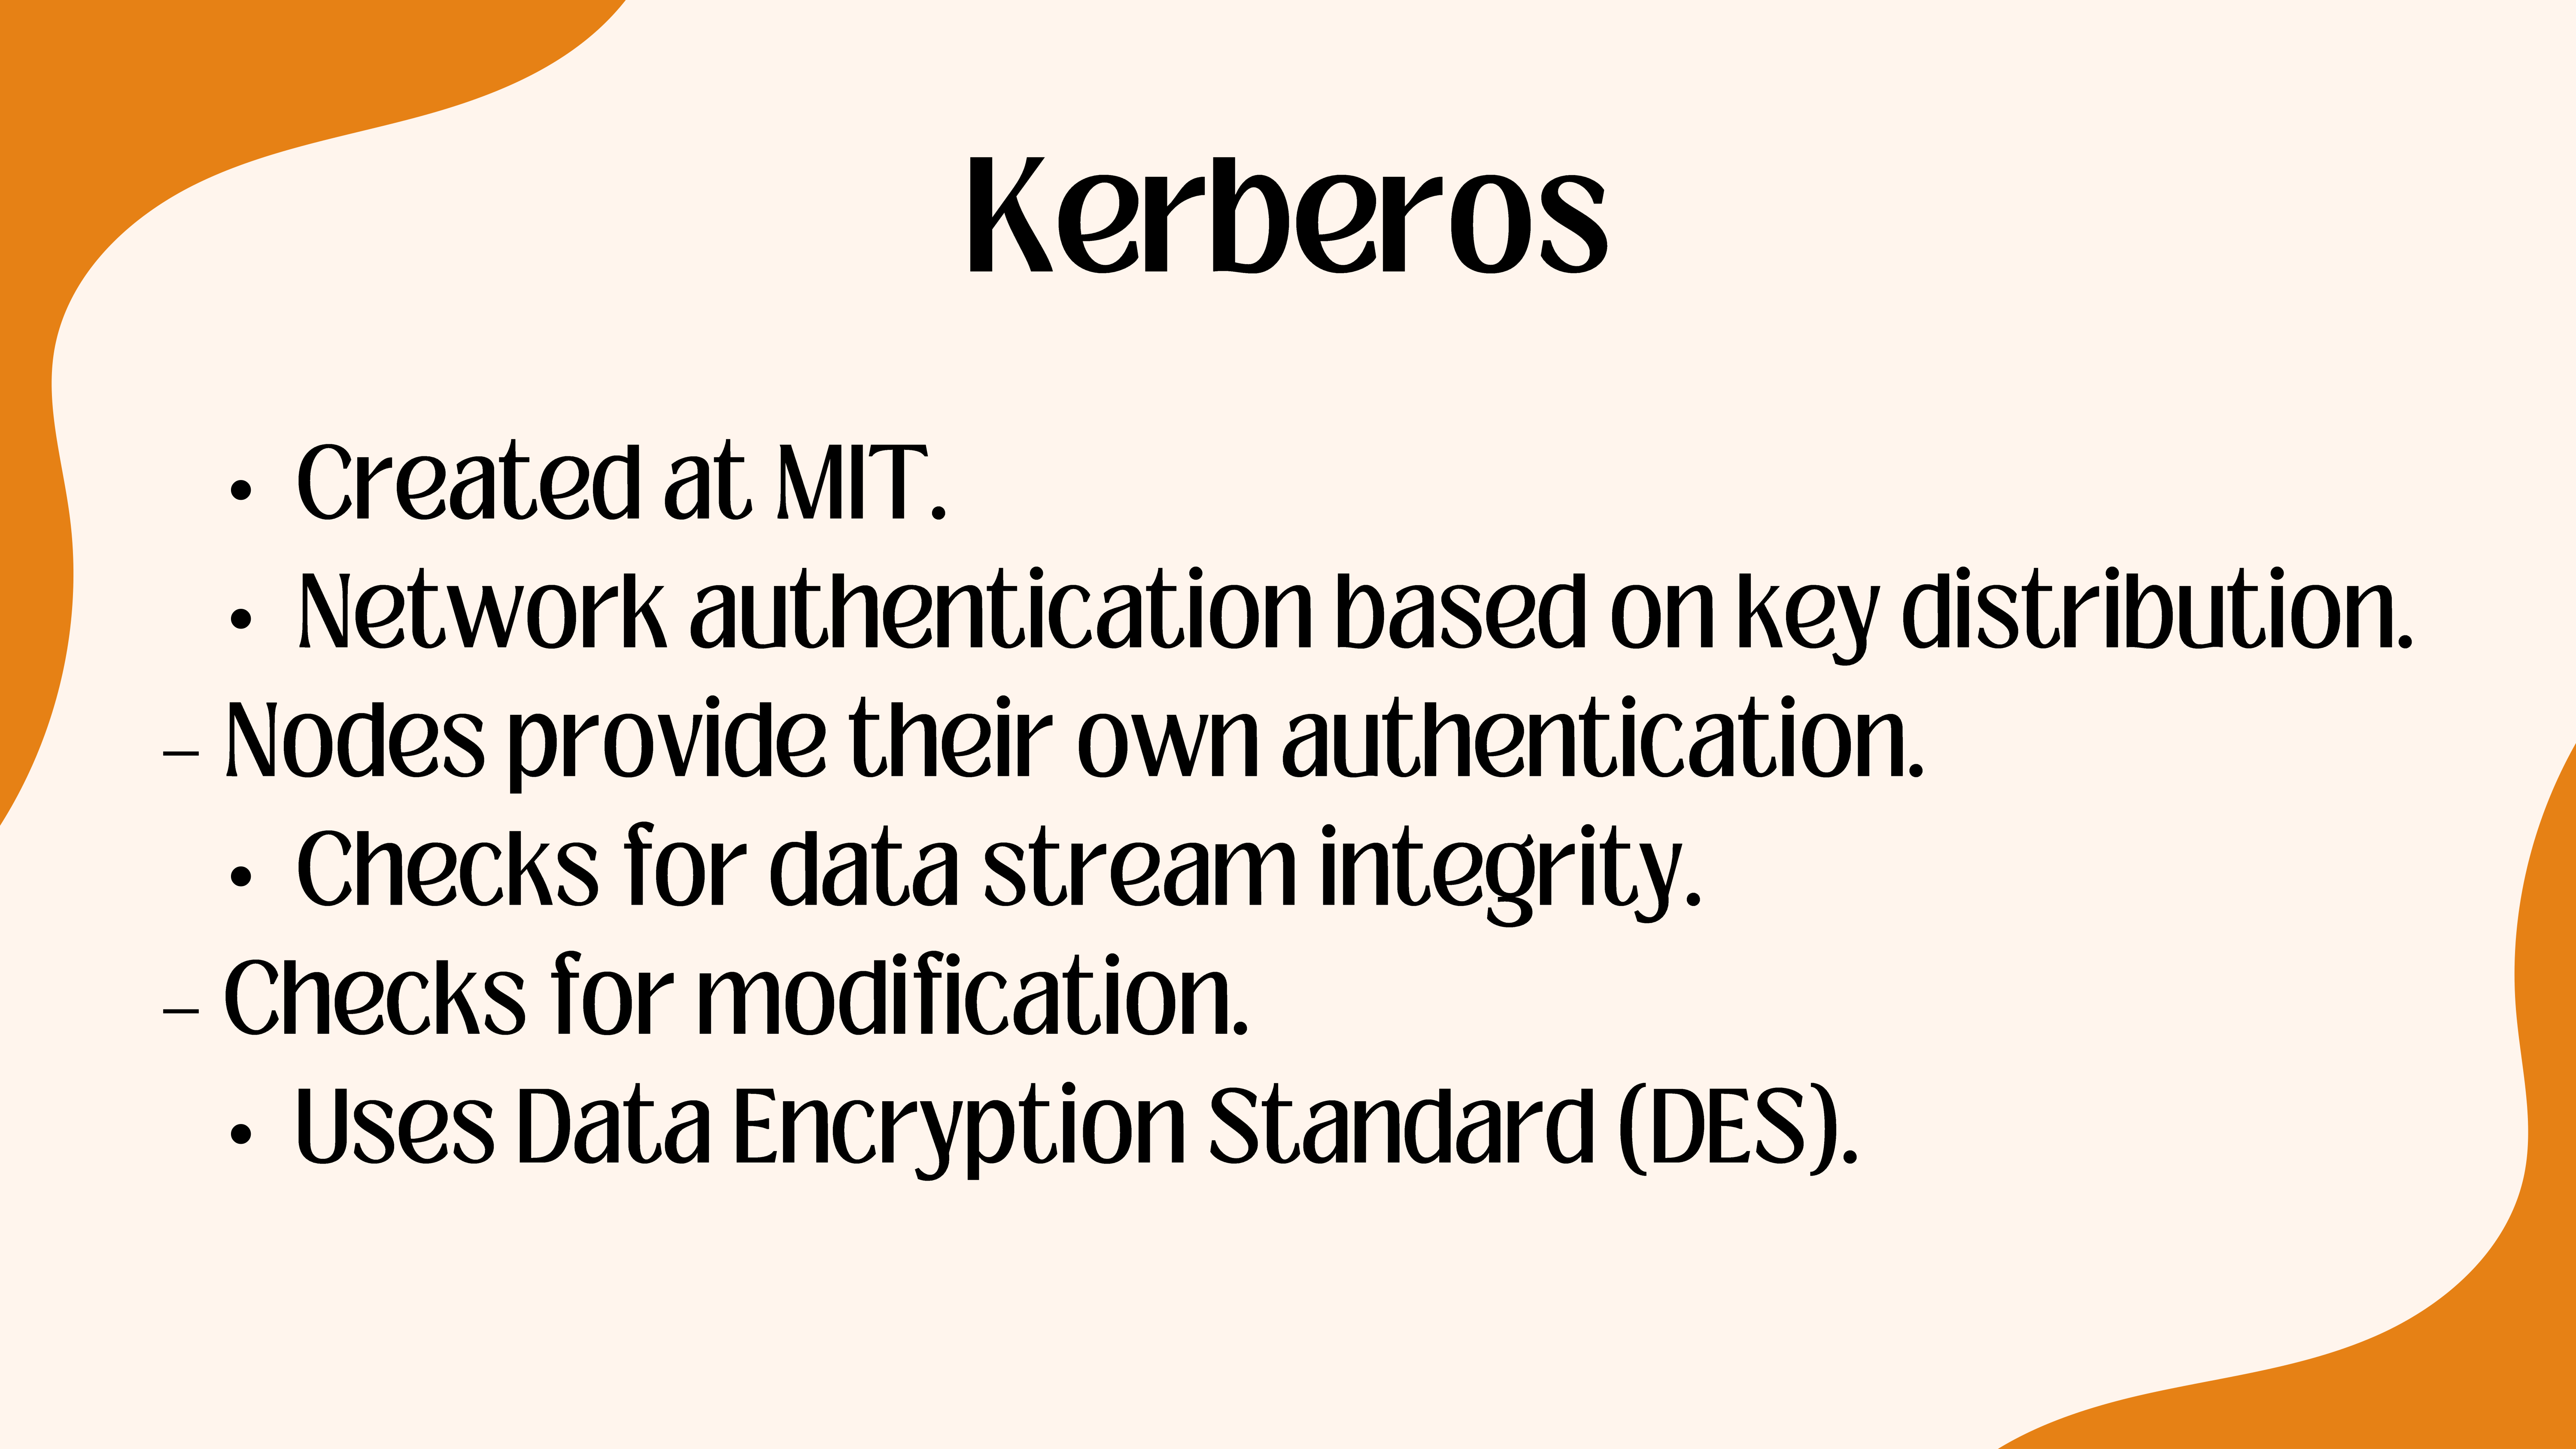 Kerberos
• Created at MIT.
• Network authentication based on key distribution.
– Nodes provide their own authentication.
• Checks for data stream integrity.
– Checks for modification.
• Uses Data Encryption Standard (DES).